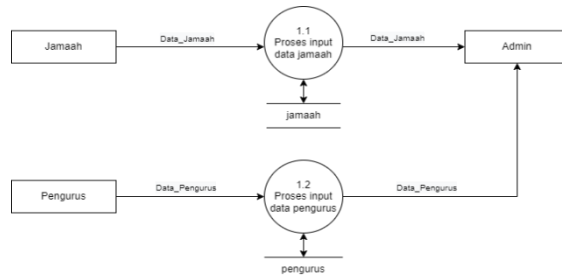 Jamaah
Data_Jamaah
1.1
Proses input
data jamaah
Data_Jamaah
Admin
jamaah
Pengurus
Data_Pengurus
1.2
Proses input
data pengurus
Data_Pengurus
pengurus